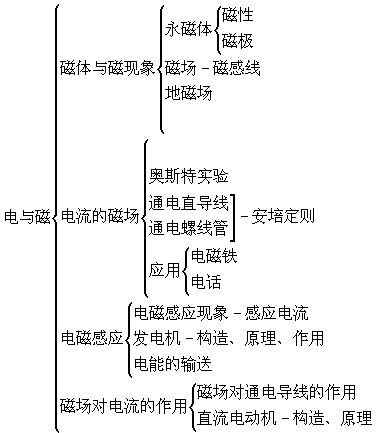 磁性
永磁体
磁极
磁体与磁现象
磁场－磁感线
地磁场
奥斯特实验
通电直导线
电与磁
电流的磁场
－安培定则
通电螺线管
电磁铁
应用
电话
电磁感应现象－感应电流
电磁感应
发电机－构造、原理、作用
电能的输送
磁场对电流的作用
磁场对通电导线的作用
直流电动机－构造、原理